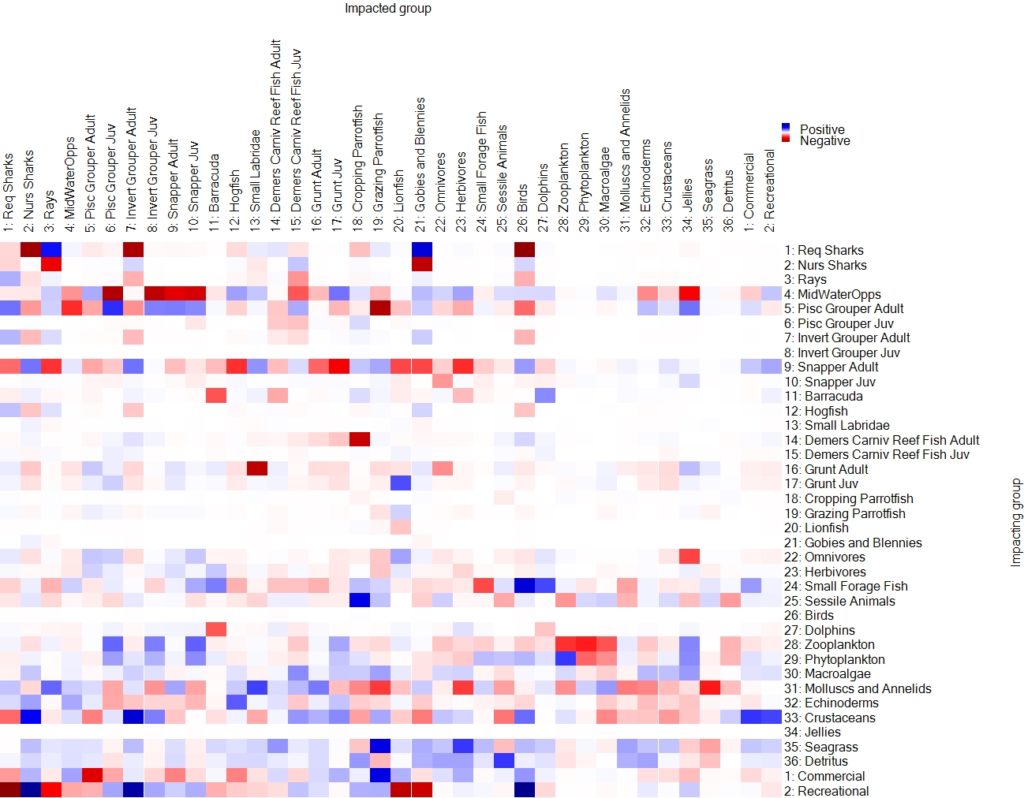 Impacted group
1: Req Sharks
2: Nurs Sharks
3: Rays
4: MidWaterOpps
5: Pisc Grouper Adult
6: Pisc Grouper Juv
7: Invert Grouper Adult
8: Invert Grouper Juv
9: Snapper Adult
10: Snapper Juv
11: Barracuda
12: Hogfish
13: Small Labridae
14: Demers Carniv Reef Fish Adult
15: Demers Carniv Reef Fish Juv
16: Grunt Adult
17: Grunt Juv
18: Cropping Parrotfish
19: Grazing Parrotfish
20: Lionfish
21: Gobies and Blennies
22: Omnivores
23: Herbivores
24: Small Forage Fish
25: Sessile Animals
26: Birds
27: Dolphins
28: Zooplankton
29: Phytoplankton
30: Macroalgae
31: Molluscs and Annelids
32: Echinoderms
33: Crustaceans
34: Jellies
35: Seagrass
36: Detritus
1: Commercial
2: Recreational
Positive
Negative
1: Req Sharks
2: Nurs Sharks
3: Rays
4: MidWaterOpps
5: Pisc Grouper Adult
6: Pisc Grouper Juv
7: Invert Grouper Adult
8: Invert Grouper Juv
9: Snapper Adult
10: Snapper Juv
11: Barracuda
12: Hogfish
13: Small Labridae
14: Demers Carniv Reef Fish Adult
15: Demers Carniv Reef Fish Juv
16: Grunt Adult
17: Grunt Juv
18: Cropping Parrotfish
19: Grazing Parrotfish
20: Lionfish
21: Gobies and Blennies
22: Omnivores
23: Herbivores
24: Small Forage Fish
25: Sessile Animals
26: Birds
27: Dolphins
28: Zooplankton
29: Phytoplankton
30: Macroalgae
31: Molluscs and Annelids
32: Echinoderms
33: Crustaceans
34: Jellies
35: Seagrass
36: Detritus
1: Commercial
2: Recreational
Impacting group